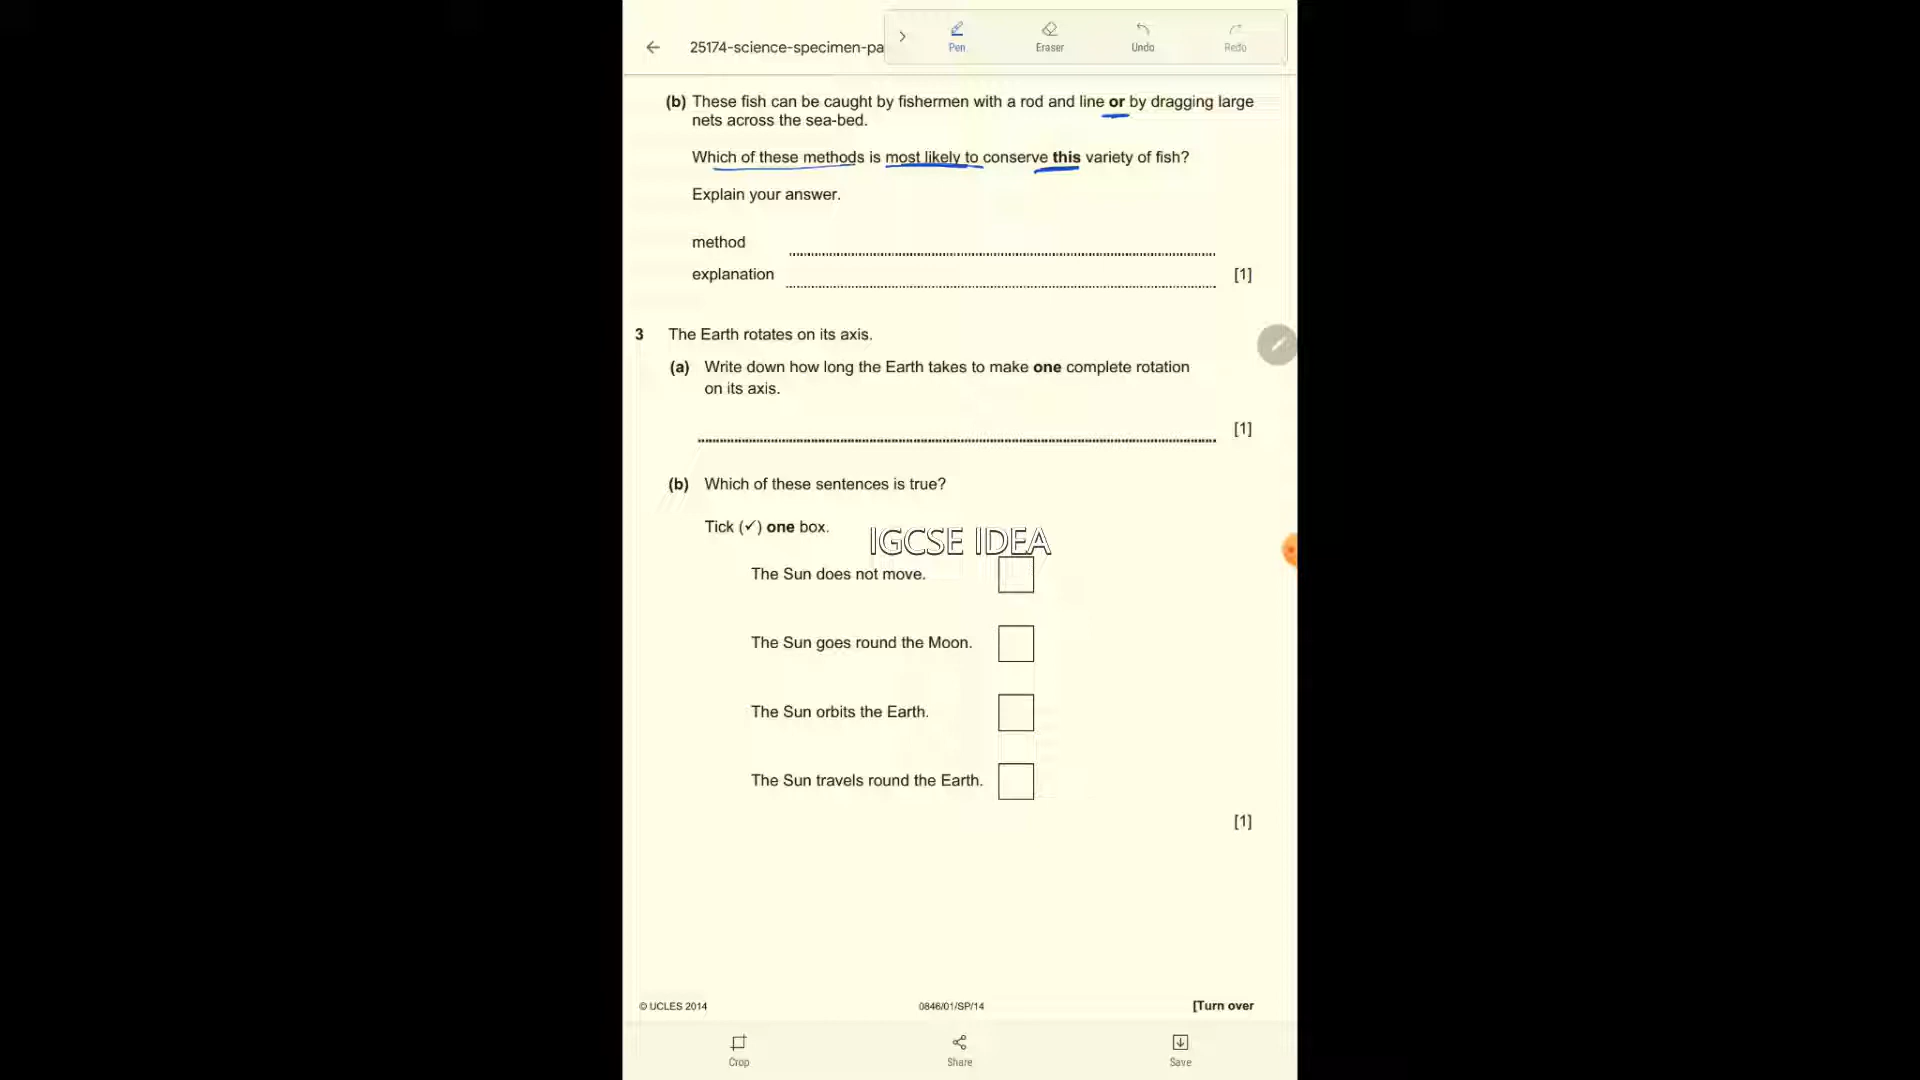 25174-science-specimen-pa
Pen
Eraser
Undo
Redo
(b) These fish can be caught by fishermen with a rod and line or by dragging large
nets across the sea-bed.
Which of these methods is most likely to conserve this variety of fish?
Explain your answer.
method
explanation [1]
3 The Earth rotates on its axis.
(a) Write down how long the Earth takes to make one complete rotation
on its axis.
[1]
(b) Which of these sentences is true?
Tick (✓) one box.
IGCSE IDEA
The Sun does not move.
The Sun goes round the Moon.
The Sun orbits the Earth.
The Sun travels round the Earth.
[1]
© UCLES 2014
0846/01/SP/14
[Turn over
Crop
Share
Save